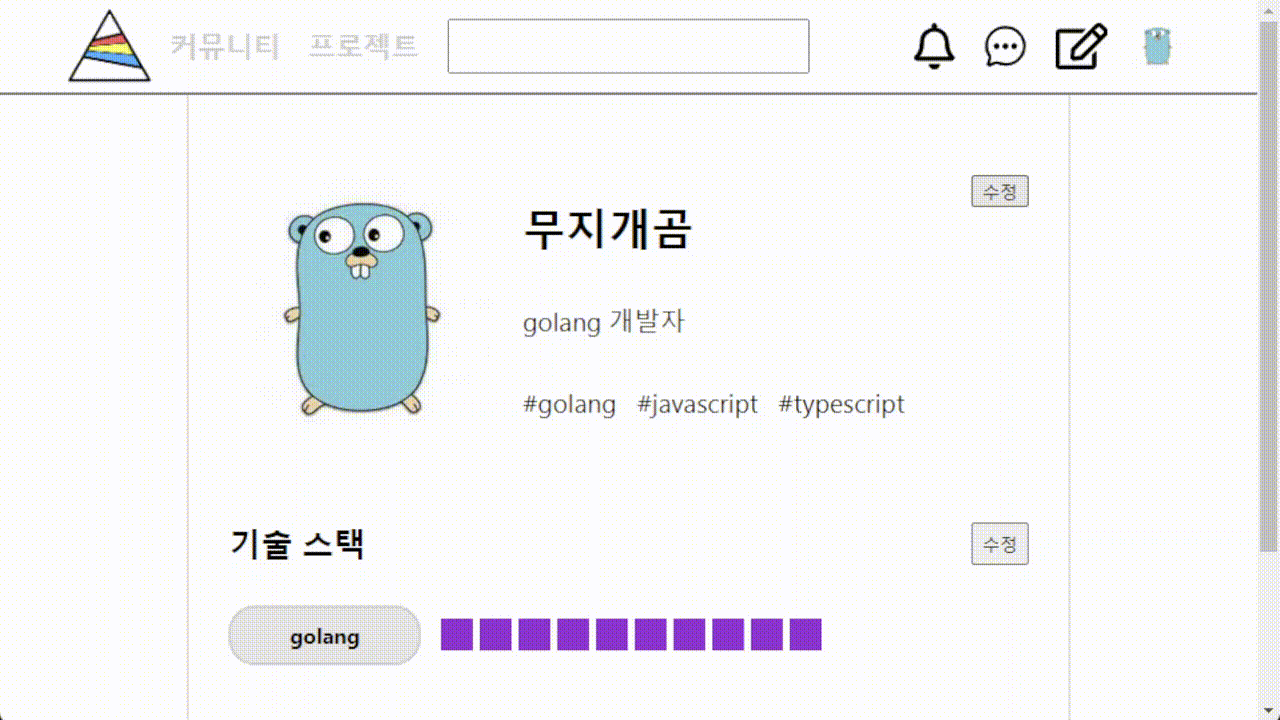 커뮤니티 프로젝트
수정
무지개곰
golang 개발자
#golang #javascript #typescript
기술 스택
수정
golang